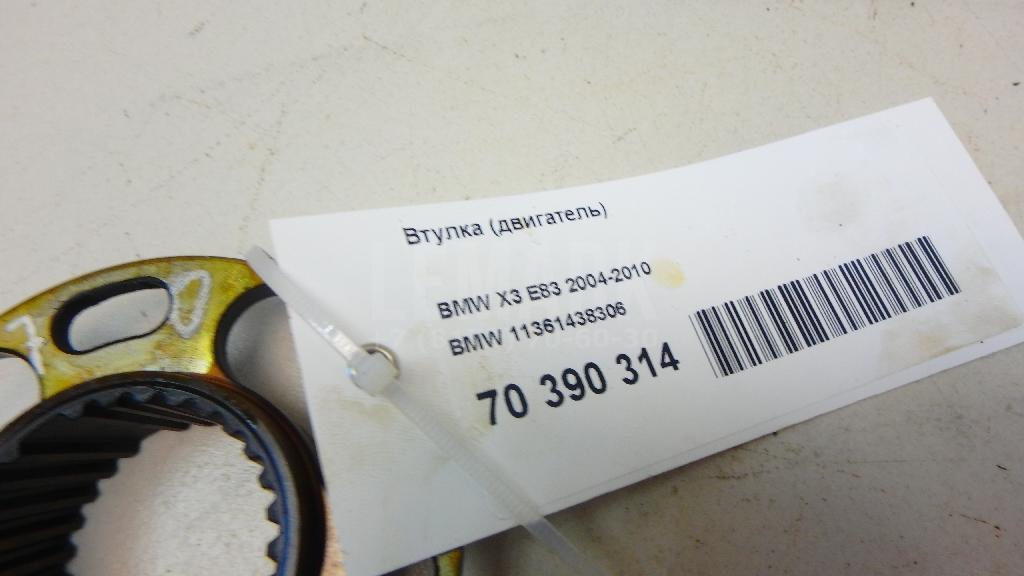 Втулка (двигатель)
BMW X3 E83 2004-2010
BMW 11361438306
70 390 314